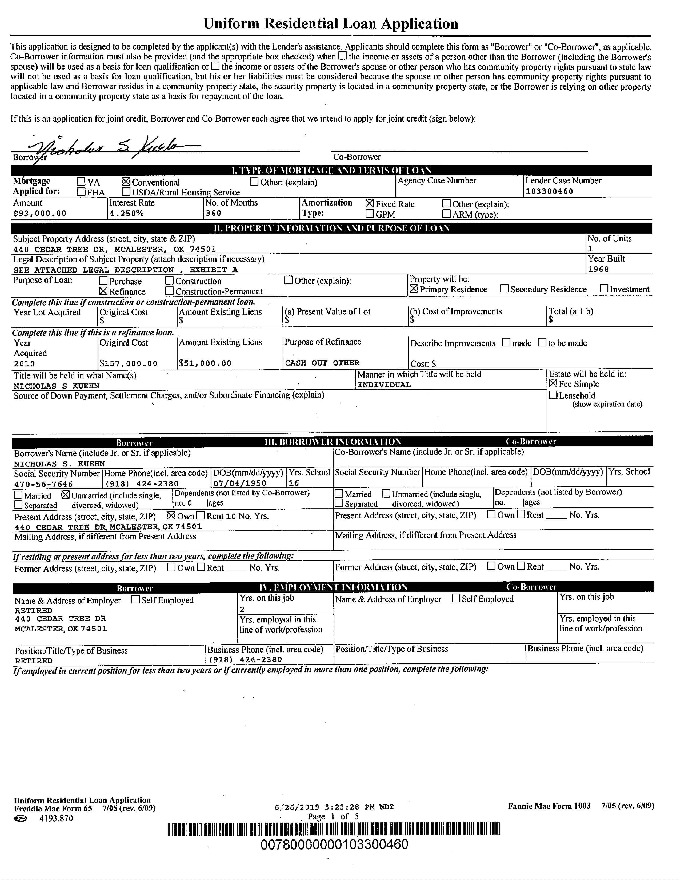 Uniform Residential Loan Application
This application is designed to be completed by the applicant(s) with the Lender's assistance. Applicants should complete this form as "Borrower" or "Co-Borrower", as applicable.
Co-Borrower information must also be provided (and the appropriate box checked) when ☐ the income or assets of a person other than the Borrower (including the Borrower's
spouse) will be used as a basis for loan qualification or ☐ the income or assets of the Borrower's spouse or other person who has community property rights pursuant to state law
will not be used as a basis for loan qualification, but his or her liabilities must be considered because the spouse or other person has community property rights pursuant to
applicable law and Borrower resides in a community property state, the security property is located in a community property state, or the Borrower is relying on other property
located in a community property state as a basis for repayment of the loan.
If this is an application for joint credit, Borrower and Co-Borrower each agree that we intend to apply for joint credit (sign below):
Nicholas S Kuehn
Borrower Co-Borrower
I. TYPE OF MORTGAGE AND TERMS OF LOAN
Mortgage ☐ VA ☒ Conventional ☐ Other (explain) Agency Case Number Lender Case Number
Applied for: ☐ FHA ☐ USDA/Rural Housing Service 103300460
Amount Interest Rate No. of Months Amortization ☒ Fixed Rate ☐ Other (explain):
$93,000.00 4.250% 360 Type: ☐ GPM ☐ ARM (type):
II. PROPERTY INFORMATION AND PURPOSE OF LOAN
Subject Property Address (street, city, state & ZIP) No. of Units
440 CEDAR TREE DR, MCALESTER, OK 74501 1
Legal Description of Subject Property (attach description if necessary) Year Built
SEE ATTACHED LEGAL DESCRIPTION , EXHIBIT A 1968
Purpose of Loan ☐ Purchase ☐ Construction ☐ Other (explain): Property will be:
☒ Refinance ☐ Construction-Permanent ☒ Primary Residence ☐ Secondary Residence ☐ Investment
Complete this line if construction or construction-permanent loan.
Year Lot Acquired Original Cost Amount Existing Liens (a) Present Value of Lot (b) Cost of Improvements Total (a + b)
$ $ $ $ $
Complete this line if this is a refinance loan.
Year Original Cost Amount Existing Liens Purpose of Refinance Describe Improvements ☐ made ☐ to be made
Acquired
$ $51,000.00 CASH OUT OTHER Cost: $
Title will be held in what Name(s) Manner in which Title will be held Estate will be held in:
NICHOLAS S KUEHN INDIVIDUAL ☒ Fee Simple
Source of Down Payment, Settlement Charges, and/or Subordinate Financing (explain) ☐ Leasehold
(show expiration date)
Borrower III. BORROWER INFORMATION Co-Borrower
Borrower's Name (include Jr. or Sr. if applicable) Co-Borrower's Name (include Jr. or Sr. if applicable)
NICHOLAS S. KUEHN
Social Security Number Home Phone(incl. area code) DOB(mm/dd/yyyy) Yrs. School Social Security Number Home Phone(incl. area code) DOB(mm/dd/yyyy) Yrs. School
470-56-7646 (918) 424-2380 07/04/1950 16
☐ Married ☒ Unmarried (include single, Dependents (not listed by Co-Borrower) ☐ Married ☐ Unmarried (include single, Dependents (not listed by Borrower)
☐ Separated divorced, widowed) no. 0 ages ☐ Separated divorced, widowed) no. ages
Present Address (street, city, state, ZIP) ☒ Own ☐ Rent 10 No. Yrs. Present Address (street, city, state, ZIP) ☐ Own ☐ Rent No. Yrs.
440 CEDAR TREE DR, MCALESTER, OK 74501
Mailing Address, if different from Present Address Mailing Address, if different from Present Address
If residing at present address for less than two years, complete the following:
Former Address (street, city, state, ZIP) ☐ Own ☐ Rent No. Yrs. Former Address (street, city, state, ZIP) ☐ Own ☐ Rent No. Yrs.
Borrower IV. EMPLOYMENT INFORMATION Co-Borrower
Name & Address of Employer ☐ Self Employed Yrs. on this job Name & Address of Employer ☐ Self Employed Yrs. on this job
RETIRED 2
440 CEDAR TREE DR Yrs. employed in this Yrs. employed in this
MCALESTER, OK 74501 line of work/profession line of work/profession
Position/Title/Type of Business Business Phone (incl. area code) Position/Title/Type of Business Business Phone (incl. area code)
RETIRED (918) 424-2380
If employed in current position for less than two years or if currently employed in more than one position, complete the following:
Uniform Residential Loan Application
Freddie Mac Form 65 7/05 (rev. 6/09) Fannie Mae Form 1003 7/05 (rev. 6/09)
4193.870 Page 1 of 5
00780000000103300460